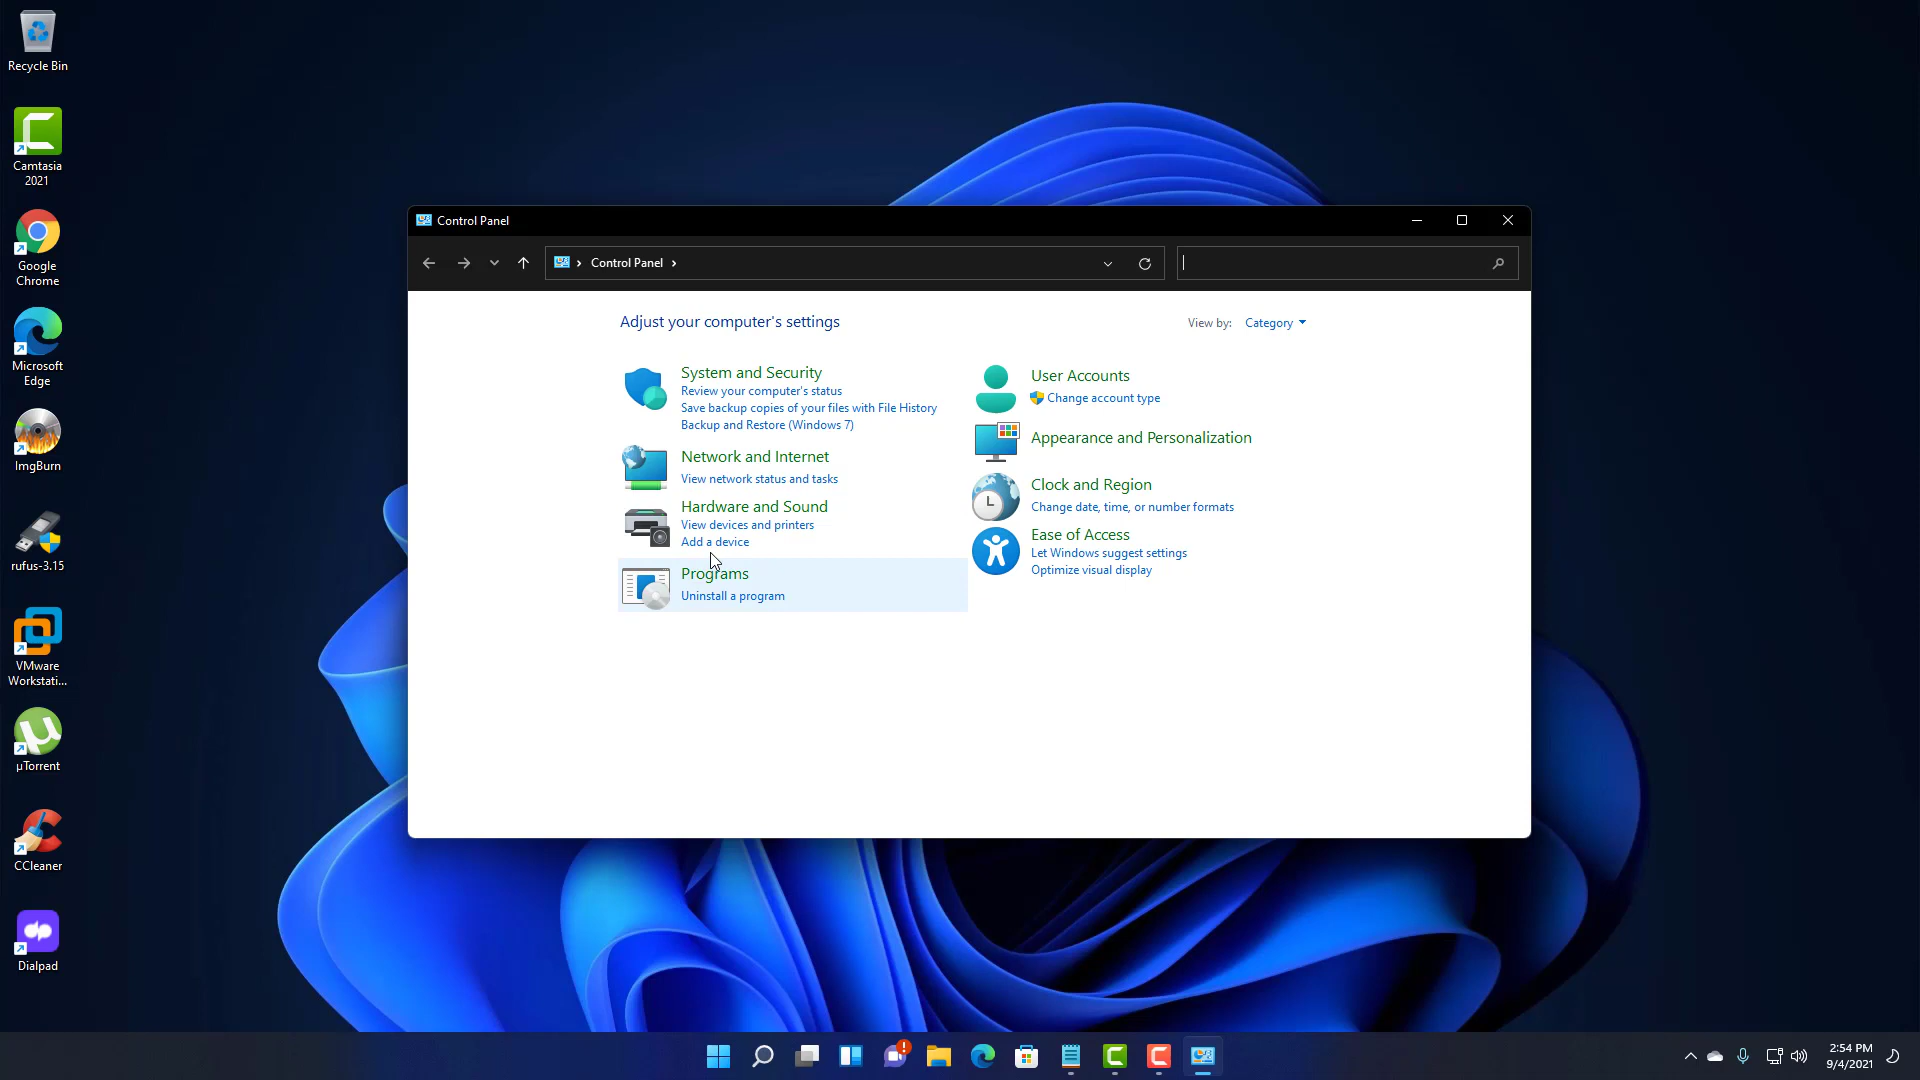 Recycle Bin
Camtasia
2021
Google
Chrome
Microsoft
Edge
ImgBurn
rufus-3.15
VMware
Workstati...
µTorrent
CCleaner
Dialpad
Control Panel
Control Panel
Adjust your computer's settings
View by: Category
System and Security
Review your computer's status
Save backup copies of your files with File History
Backup and Restore (Windows 7)
Network and Internet
View network status and tasks
Hardware and Sound
View devices and printers
Add a device
Programs
Uninstall a program
User Accounts
Change account type
Appearance and Personalization
Clock and Region
Change date, time, or number formats
Ease of Access
Let Windows suggest settings
Optimize visual display
2:54 PM
9/4/2021